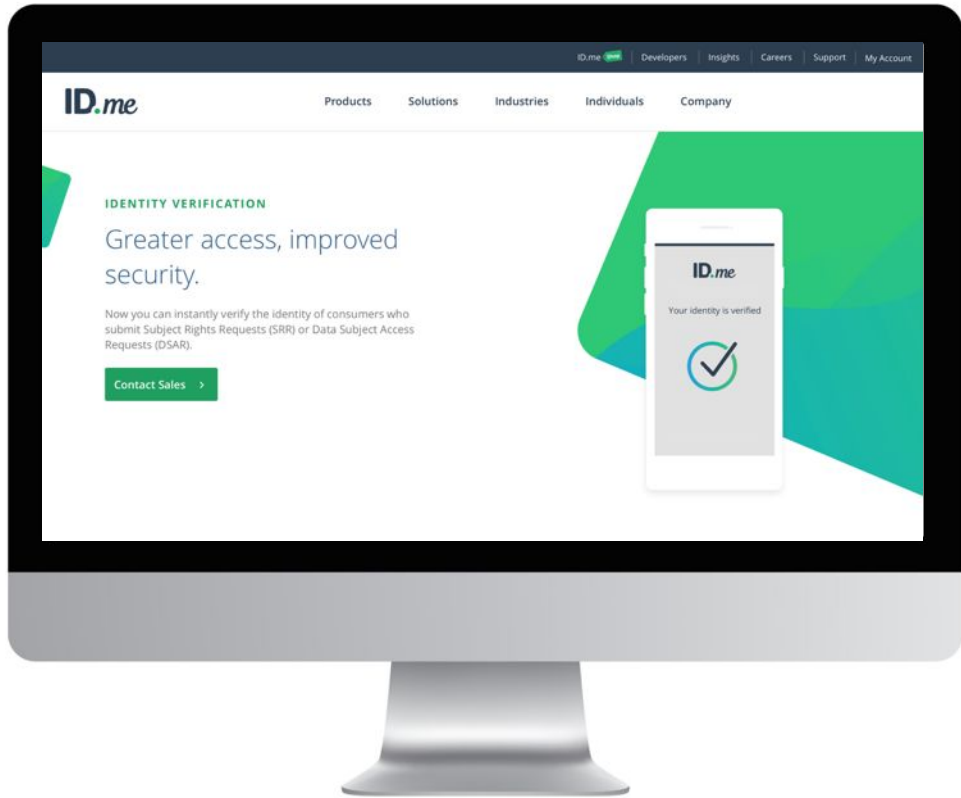 ID.me Shop Developers Insights Careers Support My Account
ID.me Products Solutions Industries Individuals Company
IDENTITY VERIFICATION
Greater access, improved
security.
Now you can instantly verify the identity of consumers who
submit Subject Rights Requests (SRR) or Data Subject Access
Requests (DSAR).
Contact Sales >
ID.me
Your identity is verified